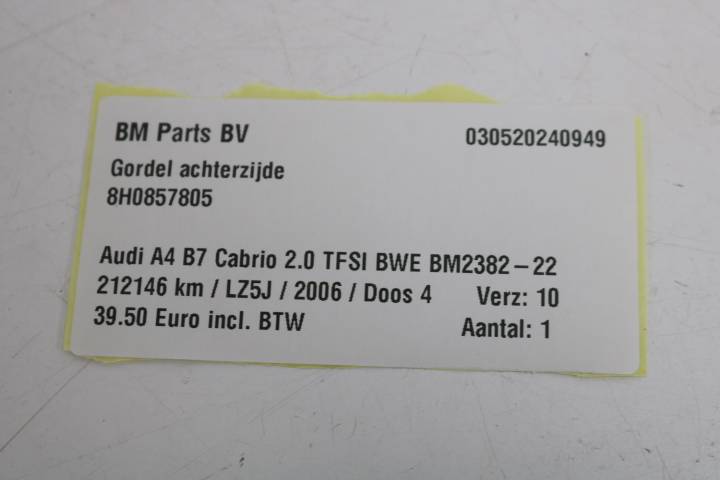 BM Parts BV 030520240949
Gordel achterzijde
8H0857805
Audi A4 B7 Cabrio 2.0 TFSI BWE BM2382-22
212146 km / LZ5J / 2006 / Doos 4 Verz: 10
39.50 Euro incl. BTW Aantal: 1